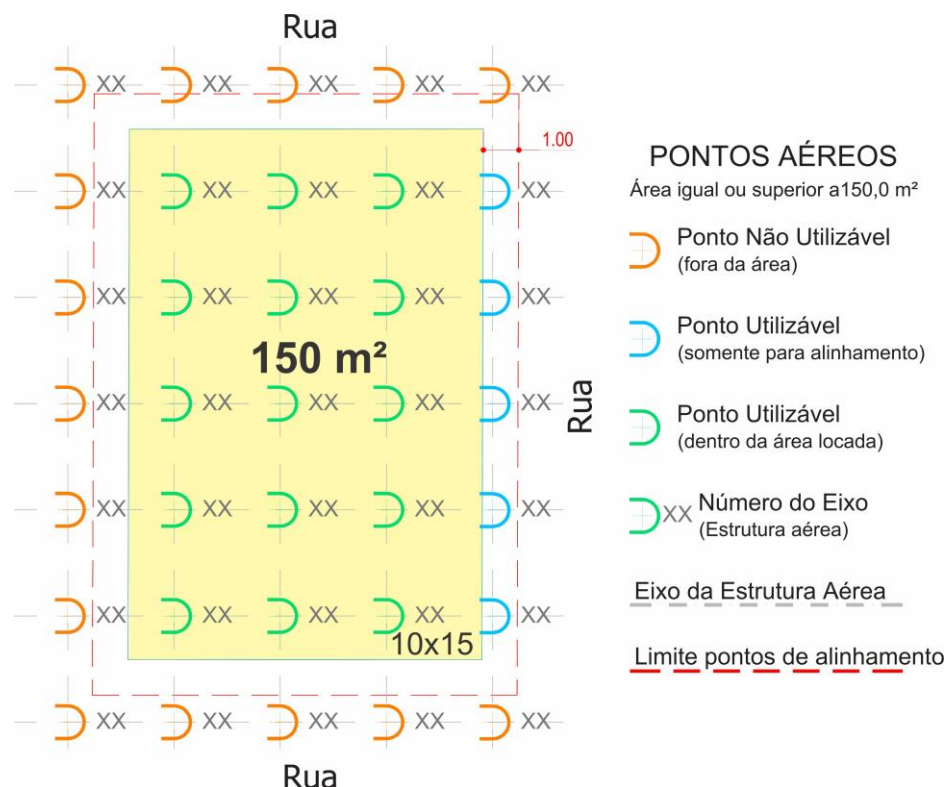 Rua
XX XX XX XX XX
1.00
XX XX XX XX XX
XX XX XX XX XX
150 m²
XX XX XX XX XX
Rua
XX XX XX XX XX
XX XX XX XX XX
10x15
XX XX XX XX XX
Rua
PONTOS AÉREOS
Área igual ou superior a150,0 m²
Ponto Não Utilizável
(fora da área)
Ponto Utilizável
(somente para alinhamento)
Ponto Utilizável
(dentro da área locada)
XX Número do Eixo
(Estrutura aérea)
Eixo da Estrutura Aérea
Limite pontos de alinhamento